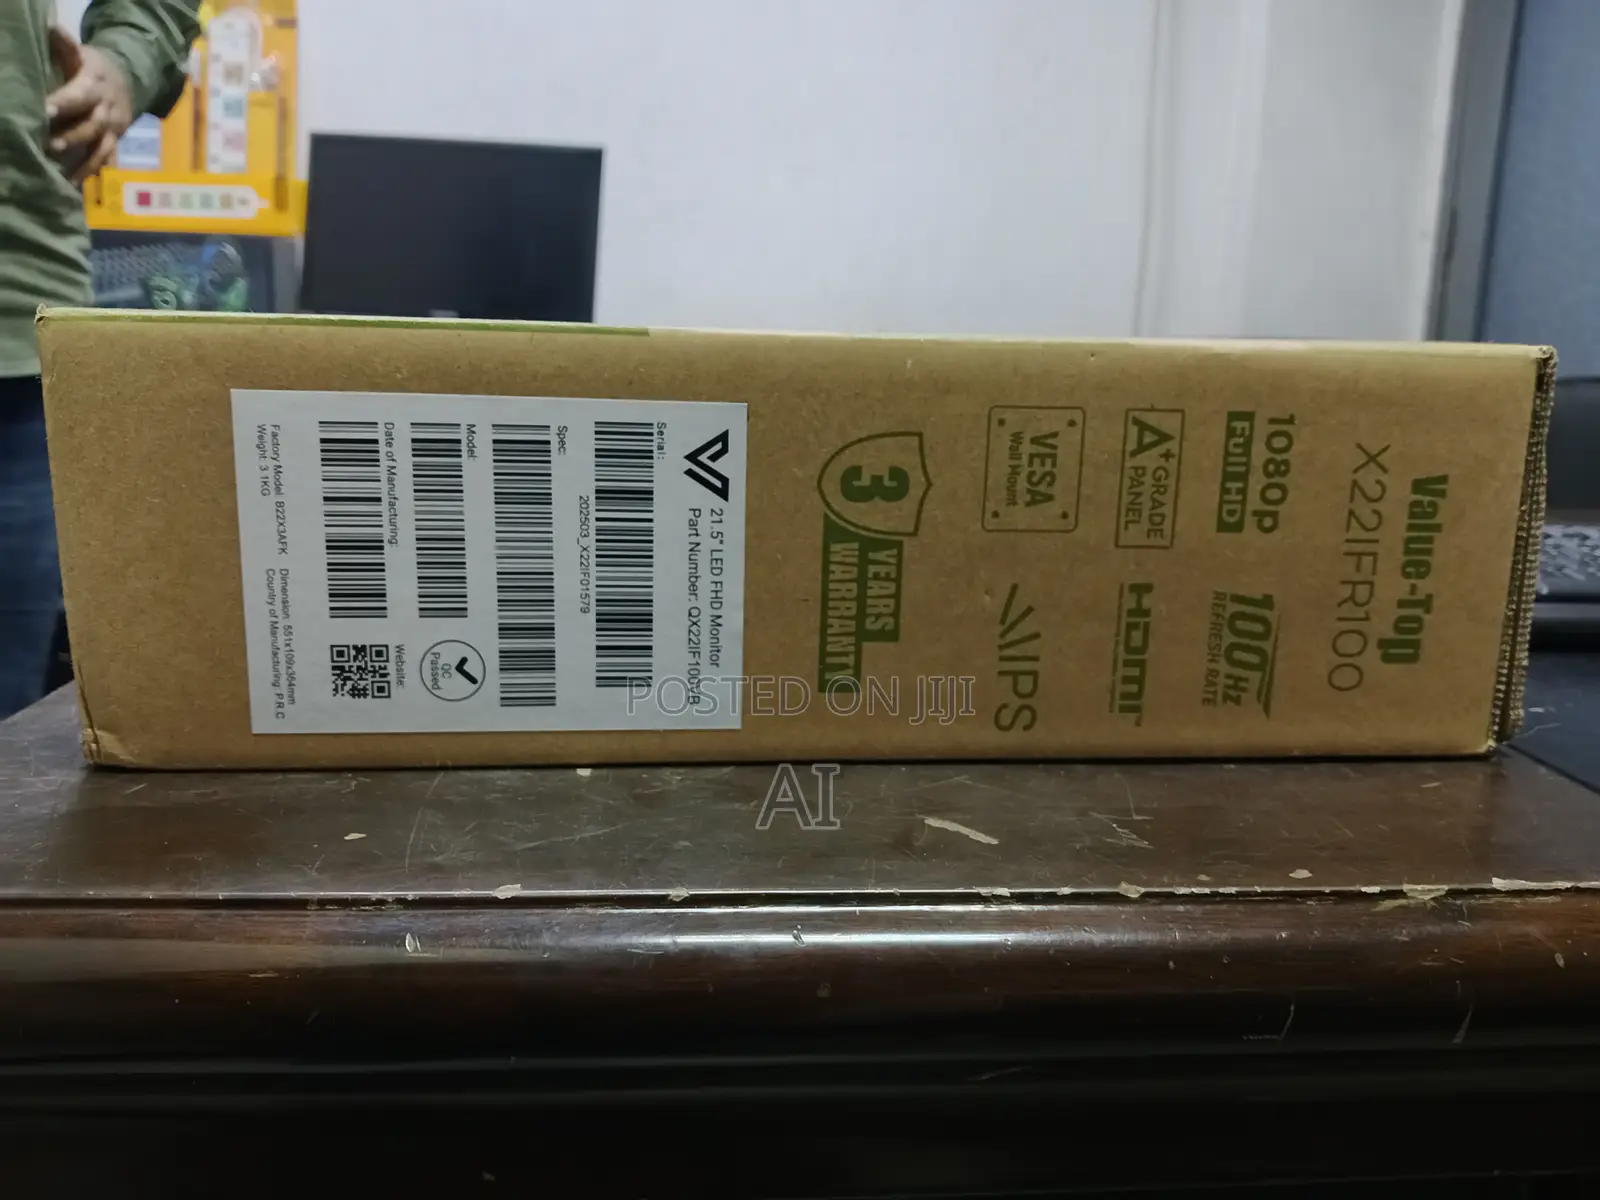 Value-Top
X22IFR100
1080p
Full HD
100Hz
REFRESH RATE
A+ GRADE
PANEL
HDMI™
VESA
Wall Mount
IPS
3
YEARS
WARRANTY
21.5" LED FHD Monitor
Part Number: QX22IF100VB
Serial:
202503_X22IF01579
Spec:
Model:
Date of Manufacturing:
QC
Passed
Website:
Factory Model: B22X3AFK Dimension: 551x109x364mm
Weight: 3.1KG Country of Manufacturing: P.R.C
POSTED ON JIJI
AI